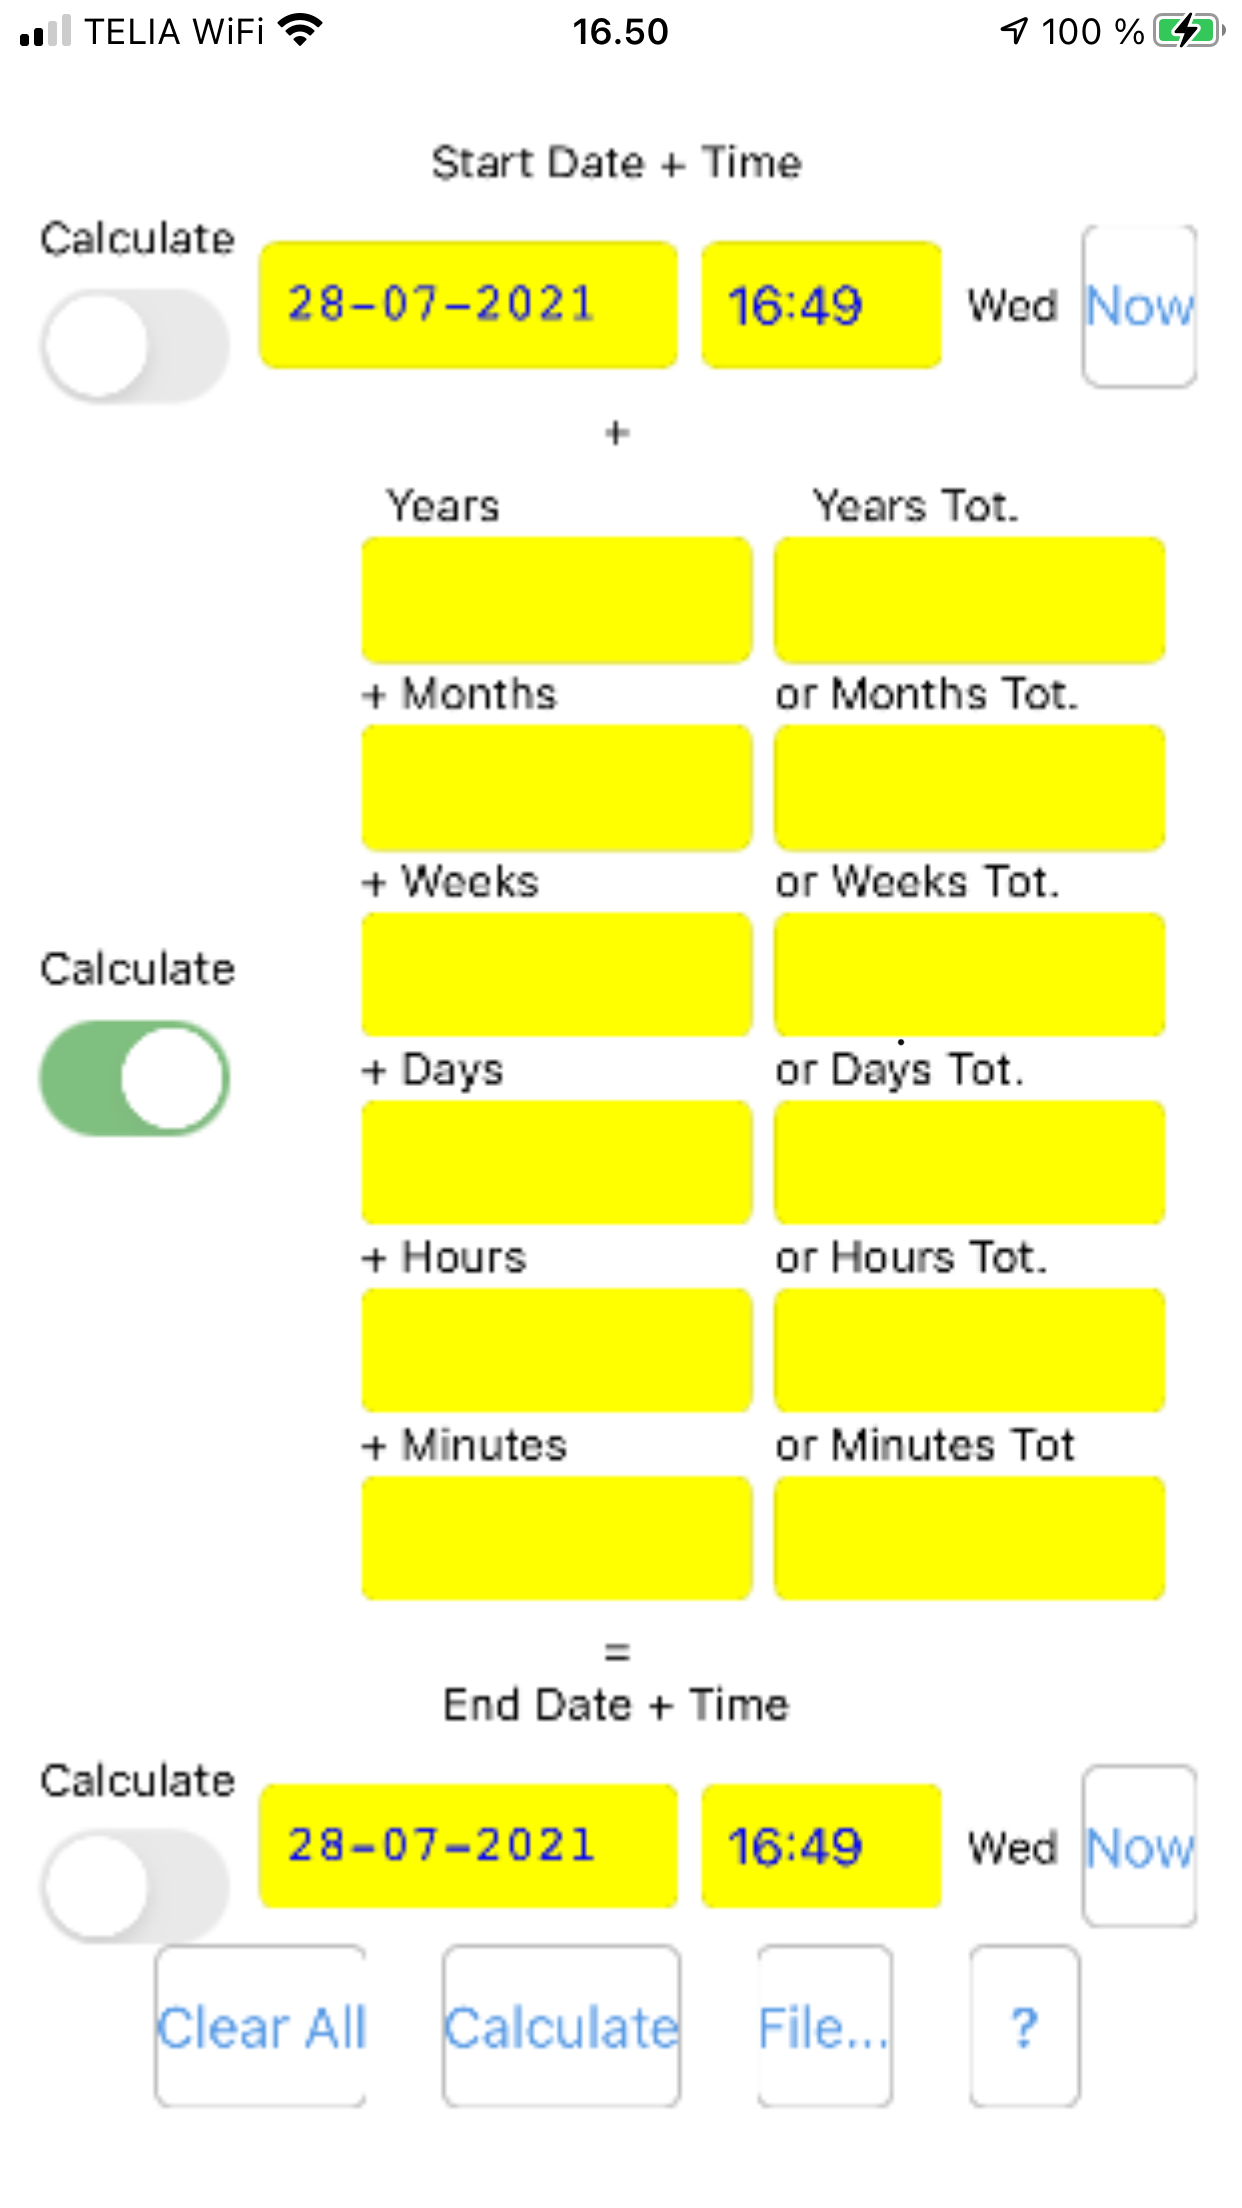 TELIA WiFi 16.50 100 %
Start Date + Time
Calculate
28-07-2021 16:49 Wed Now
+
Years Years Tot.
+ Months or Months Tot.
+ Weeks or Weeks Tot.
Calculate
+ Days or Days Tot.
+ Hours or Hours Tot.
+ Minutes or Minutes Tot
=
End Date + Time
Calculate
28-07-2021 16:49 Wed Now
Clear All Calculate File... ?